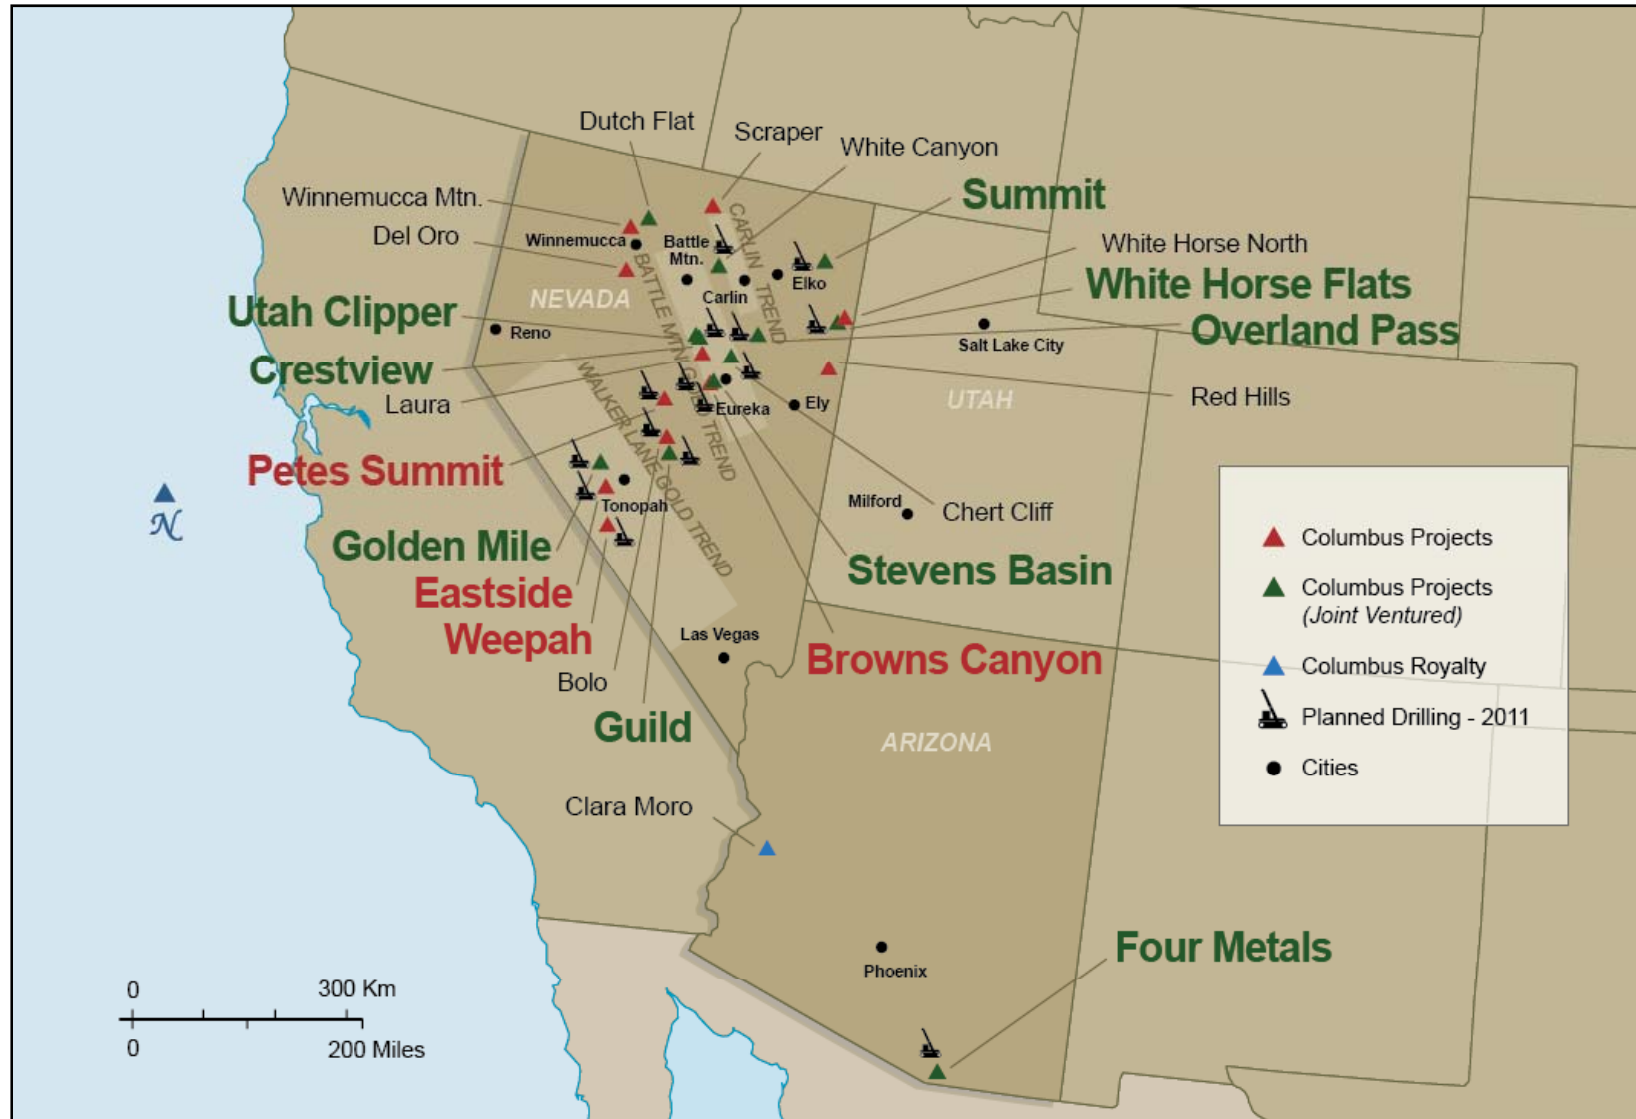 Dutch Flat
Scraper
White Canyon
Summit
Winnemucca Mtn.
Del Oro
Winnemucca
Battle
Mtn.
CARLIN TREND
White Horse North
Elko
White Horse Flats
NEVADA
Carlin
BATTLE MTN GOLD TREND
Utah Clipper
Reno
Overland Pass
Salt Lake City
Crestview
WALKER LANE GOLD TREND
Laura
Eureka
Ely
UTAH
Red Hills
Petes Summit
Tonopah
Milford
Chert Cliff
N
Golden Mile
Stevens Basin
Eastside
Weepah
Las Vegas
Browns Canyon
Bolo
Guild
ARIZONA
Clara Moro
Columbus Projects
Columbus Projects
(Joint Ventured)
Columbus Royalty
Planned Drilling - 2011
Cities
Four Metals
Phoenix
0 300 Km
0 200 Miles